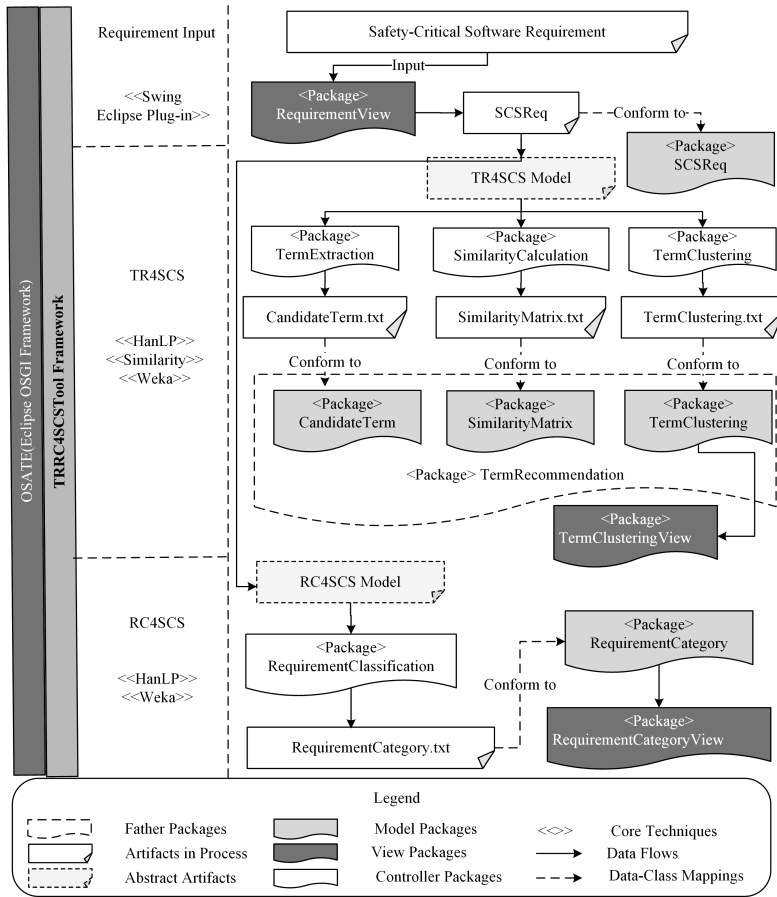 OSATE(Eclipse OSGI Framework)
TRRC4SCSTool Framework
Requirement Input
<<Swing
Eclipse Plug-in>>
Safety-Critical Software Requirement
Input
<Package>
RequirementView
SCSReq
Conform to
<Package>
SCSReq
TR4SCS
<<HanLP>>
<<Similarity>>
<<Weka>>
TR4SCS Model
<Package>
TermExtraction
<Package>
SimilarityCalculation
<Package>
TermClustering
CandidateTerm.txt
SimilarityMatrix.txt
TermClustering.txt
Conform to
Conform to
Conform to
<Package>
CandidateTerm
<Package>
SimilarityMatrix
<Package>
TermClustering
<Package> TermRecommendation
<Package>
TermClusteringView
RC4SCS
<<HanLP>>
<<Weka>>
RC4SCS Model
<Package>
RequirementClassification
RequirementCategory.txt
Conform to
<Package>
RequirementCategory
<Package>
RequirementCategoryView
Legend
Father Packages
Model Packages
<<>> Core Techniques
Artifacts in Process
View Packages
Data Flows
Abstract Artifacts
Controller Packages
Data-Class Mappings